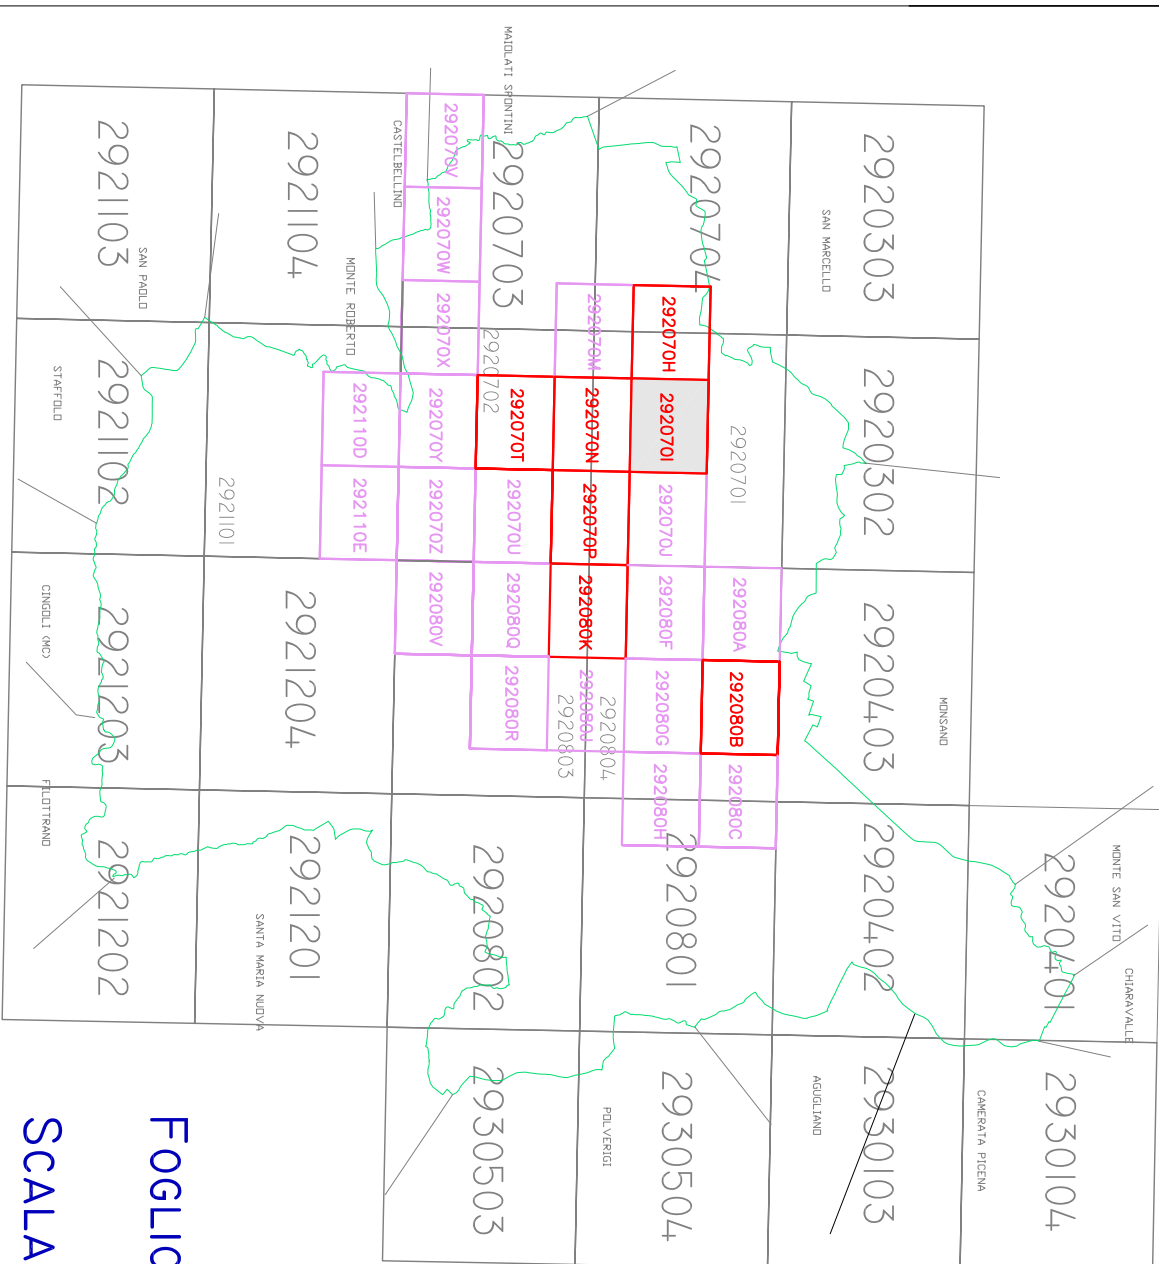 MONTE SAN VITO
CHIARAVALLE
2920401
CAMERATA PICENA
2930104
MONSANO
2920303
2920302
2920403
2920402
2930103
SAN MARCELLO
AGUGLIANO
2920704
292070H
292070I
292070J
2920701
292080A
292080B
292080C
292080F
292080G
292080H
2920801
2930504
POLVERIGI
292070M
292070N
292070P
292080K
292080J
2920804
2920803
MAIOLATI SPONTINI
2920703
2920702
292070T
292070U
292080Q
292080R
2920802
2930503
CASTELBELLINO
292070V
292070W
292070X
292070Y
292070Z
292080V
MONTE ROBERTO
292110D
292110E
2921104
2921101
2921204
2921201
SANTA MARIA NUOVA
SAN PAOLO
2921103
2921102
2921203
2921202
STAFFOLO
CINGOLI (MC)
FILOTTRANO
FOGLIO
SCALA